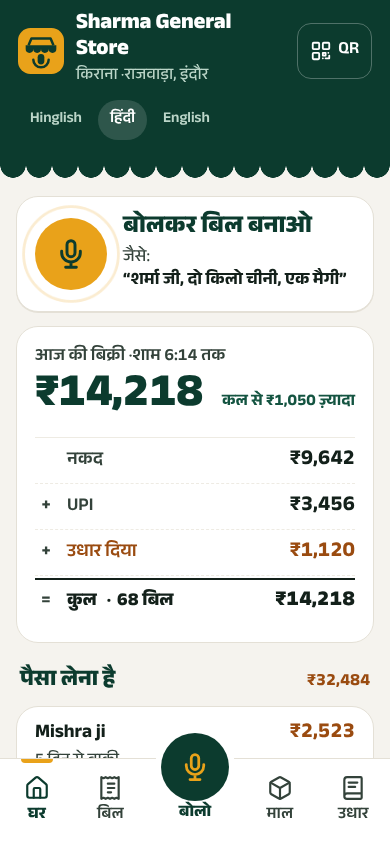 Sharma General
Store
किराना ·राजवाड़ा, इंदौर
QR
Hinglish हिंदी English
बोलकर बिल बनाओ
जैसे:
“शर्मा जी, दो किलो चीनी, एक मैगी”
आज की बिक्री ·शाम 6:14 तक
₹14,218 कल से ₹1,050 ज़्यादा
नकद ₹9,642
+ UPI ₹3,456
+ उधार दिया ₹1,120
= कुल · 68 बिल ₹14,218
पैसा लेना है ₹32,484
Mishra ji ₹2,523
5 दिन से बाकी
घर बिल बोलो माल उधार